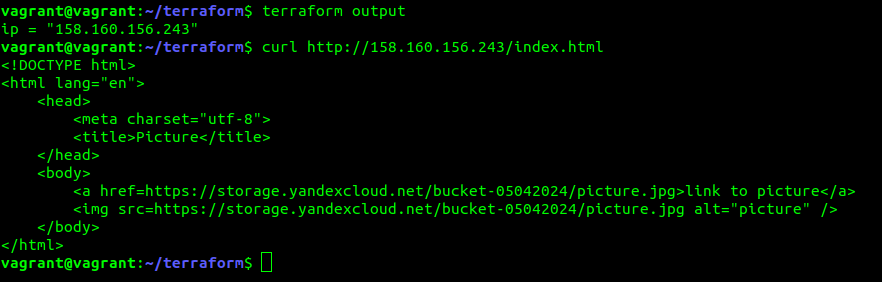 vagrant@vagrant:~/terraform$ terraform output
ip = "158.160.156.243"
vagrant@vagrant:~/terraform$ curl http://158.160.156.243/index.html
<!DOCTYPE html>
<html lang="en">
    <head>
        <meta charset="utf-8">
        <title>Picture</title>
    </head>
    <body>
        <a href=https://storage.yandexcloud.net/bucket-05042024/picture.jpg>link to picture</a>
        <img src=https://storage.yandexcloud.net/bucket-05042024/picture.jpg alt="picture" />
    </body>
</html>
vagrant@vagrant:~/terraform$